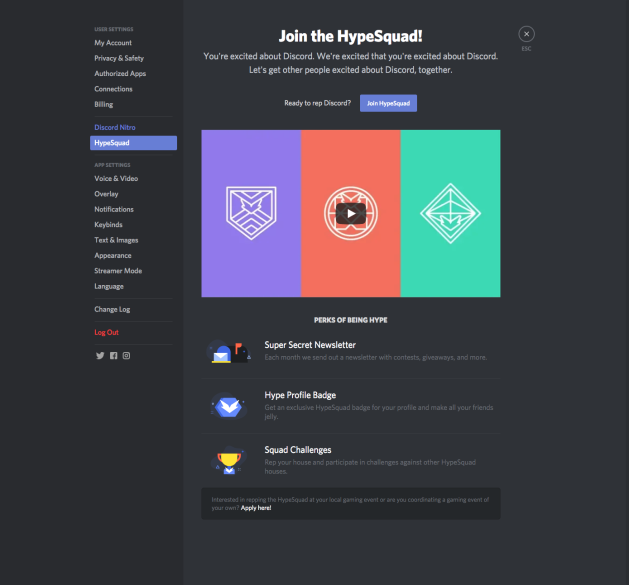 USER SETTINGS
My Account
Privacy & Safety
Authorized Apps
Connections
Billing
Discord Nitro
HypeSquad
APP SETTINGS
Voice & Video
Overlay
Notifications
Keybinds
Text & Images
Appearance
Streamer Mode
Language
Change Log
Log Out
Join the HypeSquad!
ESC
You're excited about Discord. We're excited that you're excited about Discord.
Let's get other people excited about Discord, together.
Ready to rep Discord? Join HypeSquad
PERKS OF BEING HYPE
Super Secret Newsletter
Each month we send out a newsletter with contests, giveaways, and more.
Hype Profile Badge
Get an exclusive HypeSquad badge for your profile and make all your friends
jelly.
Squad Challenges
Rep your house and participate in challenges against other HypeSquad
houses.
Interested in repping the HypeSquad at your local gaming event or are you coordinating a gaming event of
your own? Apply here!